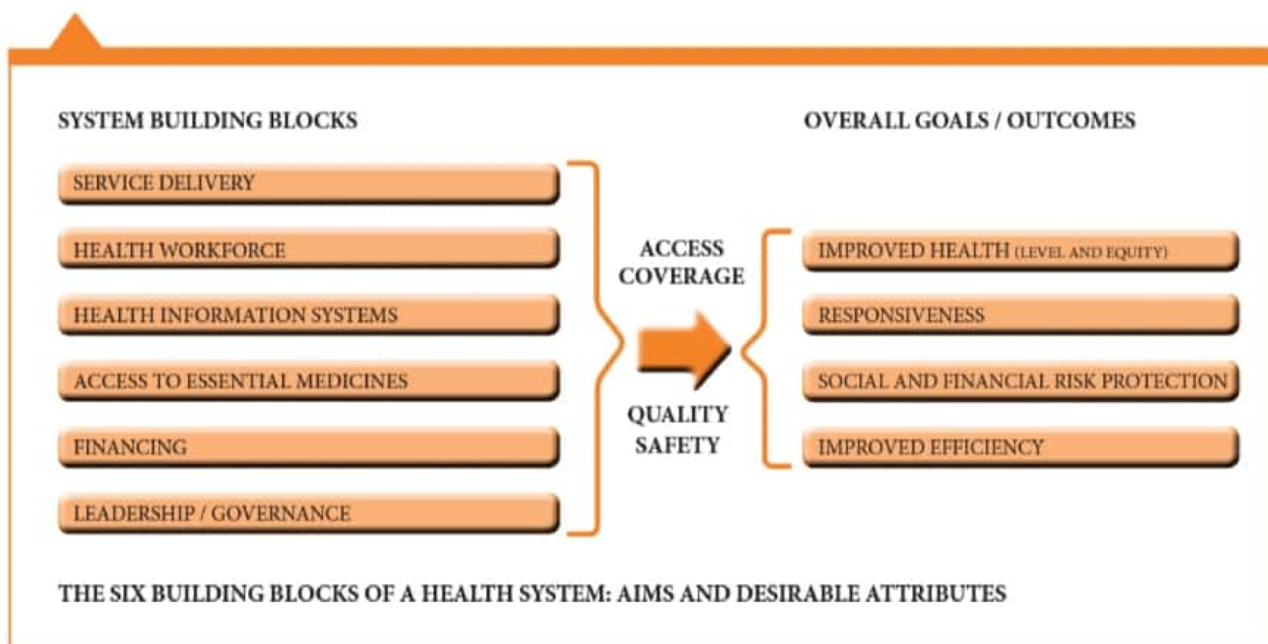 SYSTEM BUILDING BLOCKS
SERVICE DELIVERY
HEALTH WORKFORCE
HEALTH INFORMATION SYSTEMS
ACCESS TO ESSENTIAL MEDICINES
FINANCING
LEADERSHIP / GOVERNANCE
ACCESS
COVERAGE
QUALITY
SAFETY
OVERALL GOALS / OUTCOMES
IMPROVED HEALTH (LEVEL AND EQUITY)
RESPONSIVENESS
SOCIAL AND FINANCIAL RISK PROTECTION
IMPROVED EFFICIENCY
THE SIX BUILDING BLOCKS OF A HEALTH SYSTEM: AIMS AND DESIRABLE ATTRIBUTES